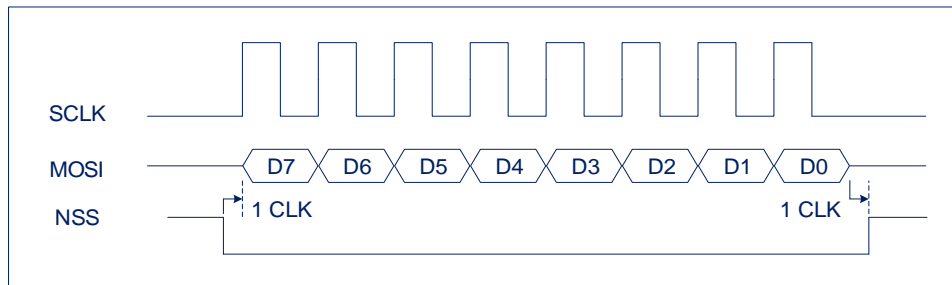 SCLK
MOSI D7 D6 D5 D4 D3 D2 D1 D0
1 CLK 1 CLK
NSS